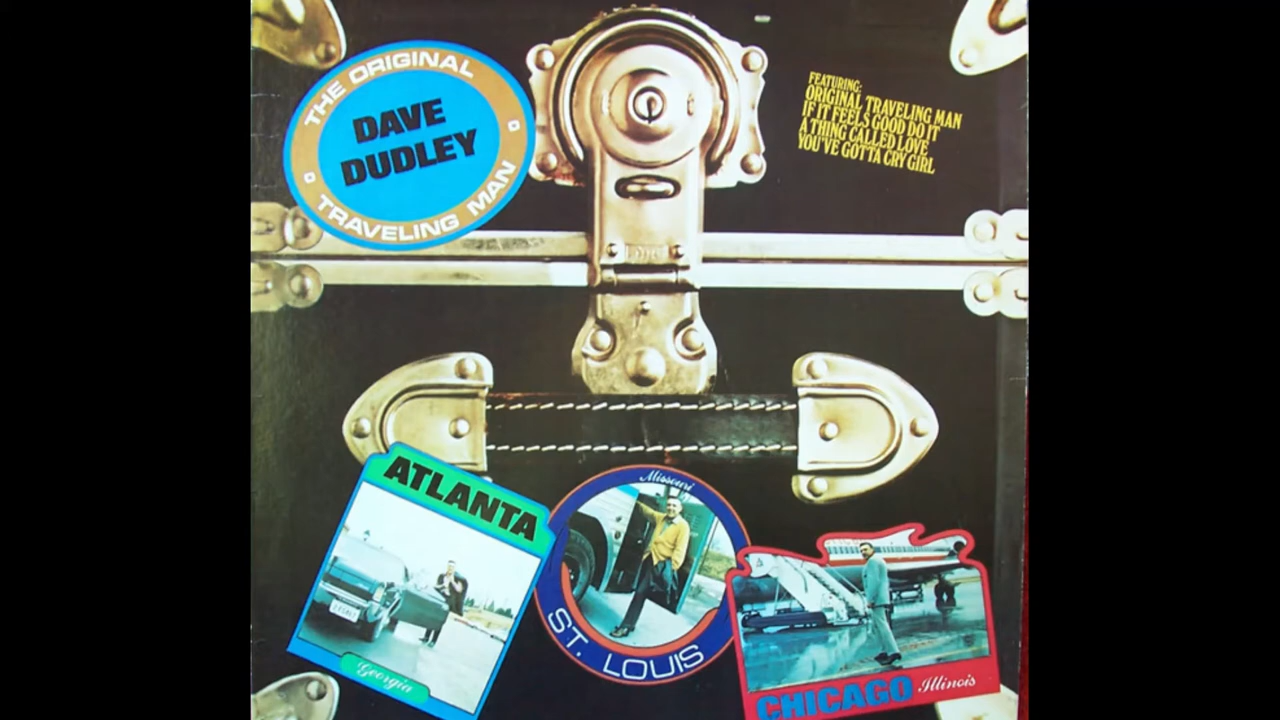 THE ORIGINAL
DAVE
DUDLEY
TRAVELING MAN
FEATURING:
ORIGINAL TRAVELING MAN
IF IT FEELS GOOD DO IT
A THING CALLED LOVE
YOU'VE GOTTA CRY GIRL
ATLANTA
Georgia
Missouri
ST. LOUIS
CHICAGO Illinois